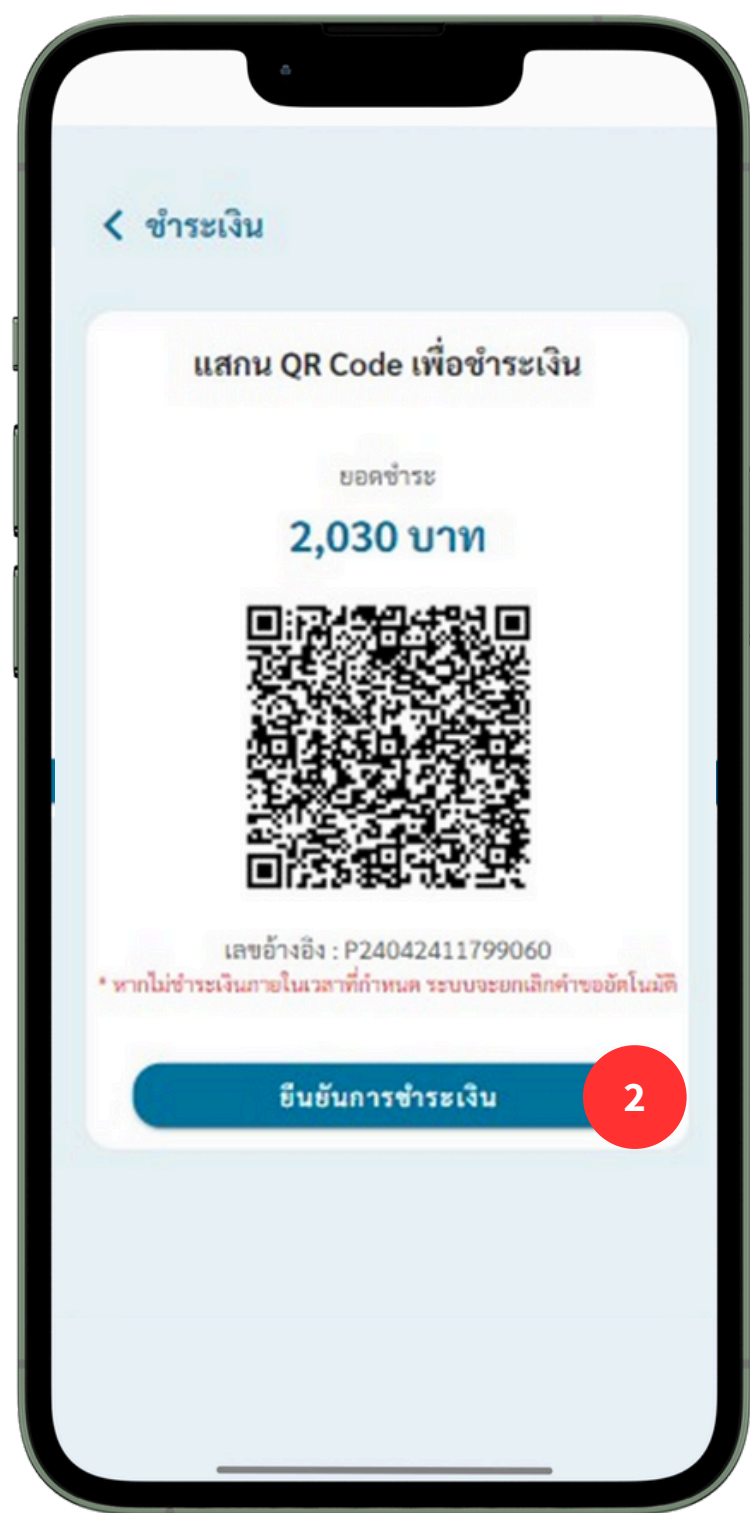 ชำระเงิน
แสกน QR Code เพื่อชำระเงิน
ยอดชำระ
2,030 บาท
เลขอ้างอิง : P24042411799060
* หากไม่ชำระเงินภายในเวลาที่กำหนด ระบบจะยกเลิกคำขออัตโนมัติ
ยืนยันการชำระเงิน 2